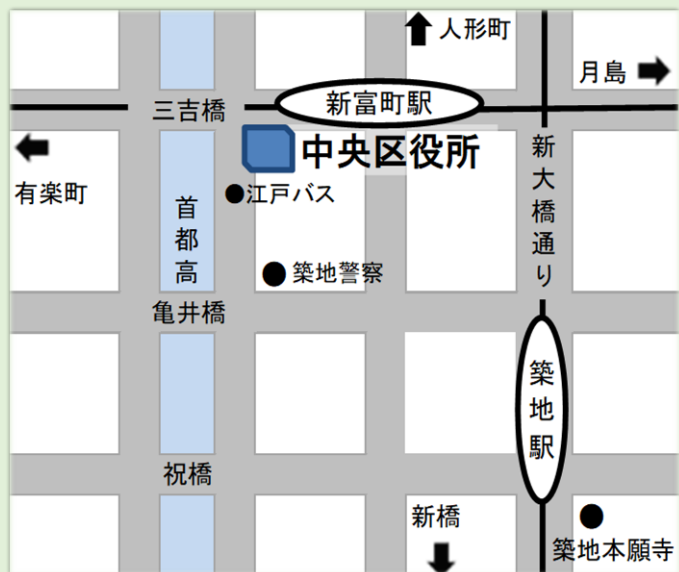 人形町
月島
三吉橋
新富町駅
中央区役所
有楽町
江戸バス
首都高
新大橋通り
築地警察
亀井橋
築地駅
祝橋
新橋
築地本願寺